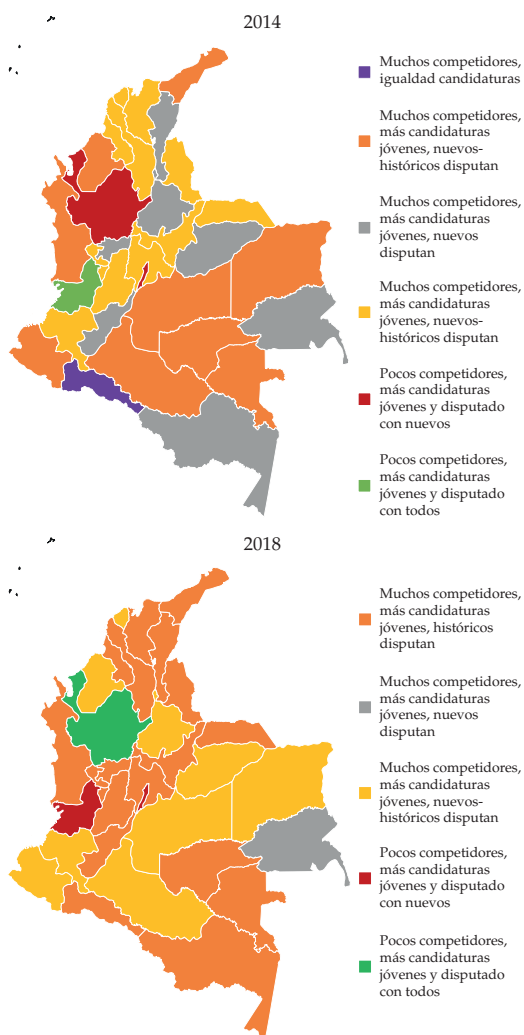 2014
Muchos competidores,
igualdad candidaturas
Muchos competidores,
más candidaturas
jóvenes, nuevos-
históricos disputan
Muchos competidores,
más candidaturas
jóvenes, nuevos
disputan
Muchos competidores,
más candidaturas
jóvenes, nuevos-
históricos disputan
Pocos competidores,
más candidaturas
jóvenes y disputado
con nuevos
Pocos competidores,
más candidaturas
jóvenes y disputado
con todos
2018
Muchos competidores,
más candidaturas
jóvenes, históricos
disputan
Muchos competidores,
más candidaturas
jóvenes, nuevos
disputan
Muchos competidores,
más candidaturas
jóvenes, nuevos-
históricos disputan
Pocos competidores,
más candidaturas
jóvenes y disputado
con nuevos
Pocos competidores,
más candidaturas
jóvenes y disputado
con todos